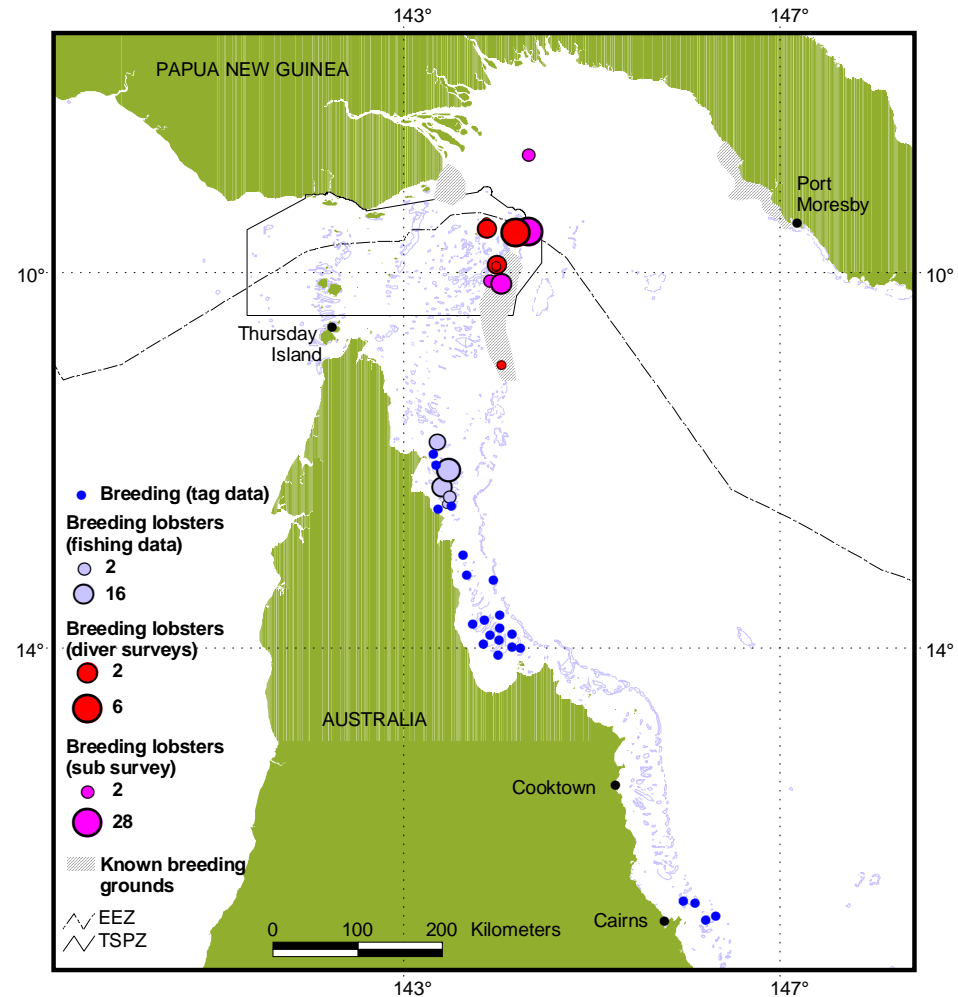 143°
147°
PAPUA NEW GUINEA
Port
Moresby
10°
10°
Thursday
Island
Breeding (tag data)
Breeding lobsters
(fishing data)
2
16
Breeding lobsters
(diver surveys)
2
6
14°
14°
AUSTRALIA
Breeding lobsters
(sub survey)
2
28
Cooktown
Known breeding
grounds
EEZ
TSPZ
Cairns
0 100 200 Kilometers
143°
147°